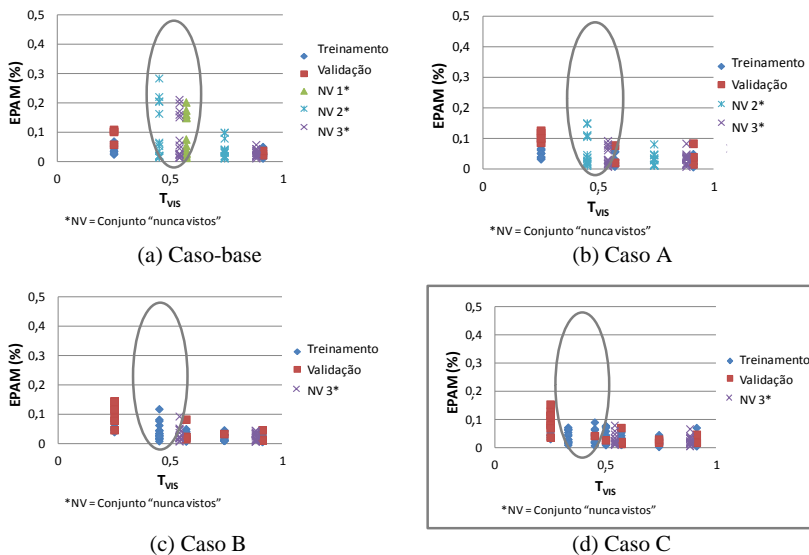 EPAM (%)
0,5
0,4
0,3
0,2
0,1
0
0
0,5
1
T_VIS
Treinamento
Validação
NV 1*
NV 2*
NV 3*
*NV = Conjunto “nunca vistos”
(a) Caso-base
EPAM (%)
0,5
0,4
0,3
0,2
0,1
0
0
0,5
1
T_VIS
Treinamento
Validação
NV 2*
NV 3*
*NV = Conjunto “nunca vistos”
(b) Caso A
EPAM (%)
0,5
0,4
0,3
0,2
0,1
0
0
0,5
1
T_VIS
Treinamento
Validação
NV 3*
*NV = Conjunto “nunca vistos”
(c) Caso B
EPAM (%)
0,5
0,4
0,3
0,2
0,1
0
0
0,5
1
T_VIS
Treinamento
Validação
NV 3*
*NV = Conjunto “nunca vistos”
(d) Caso C